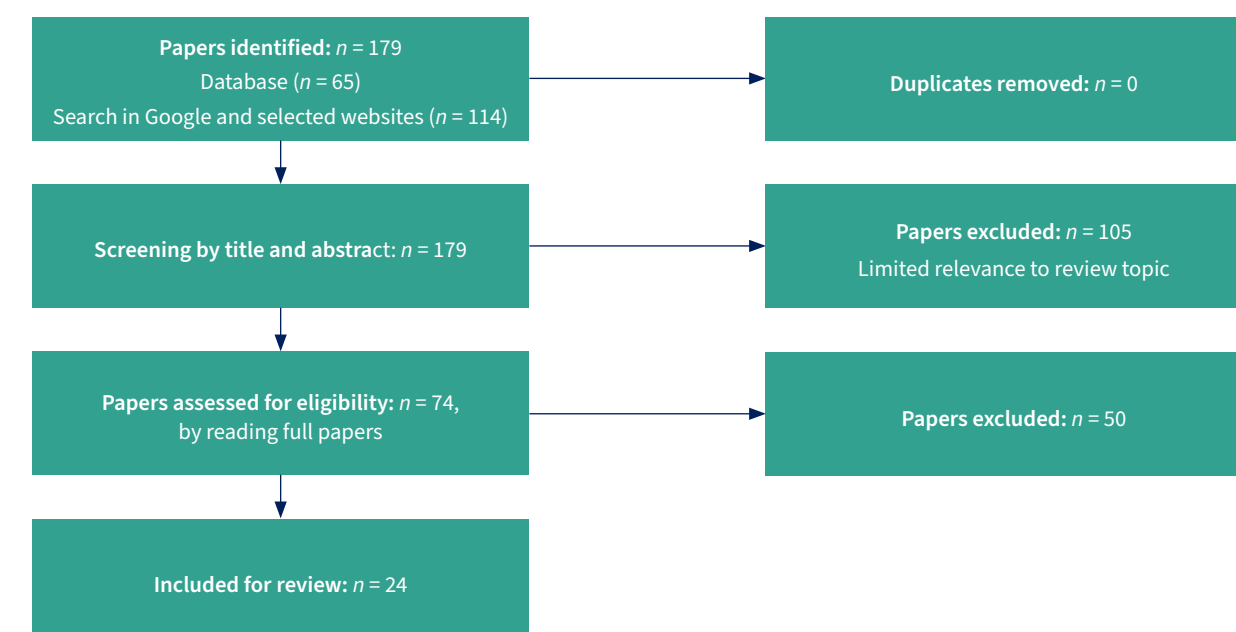 Papers identified: n = 179
Database (n = 65)
Search in Google and selected websites (n = 114)
Duplicates removed: n = 0
Screening by title and abstract: n = 179
Papers excluded: n = 105
Limited relevance to review topic
Papers assessed for eligibility: n = 74,
by reading full papers
Papers excluded: n = 50
Included for review: n = 24